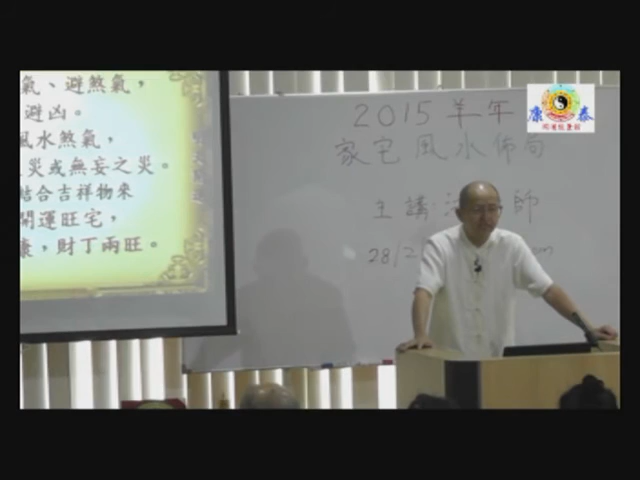 氣、避煞氣,
避凶。
風水煞氣,
災或無妄之災。
結合吉祥物來
開運旺宅,
康,財丁兩旺。
2015 羊年
家宅風水佈局
主講
師
28/2
康
泰